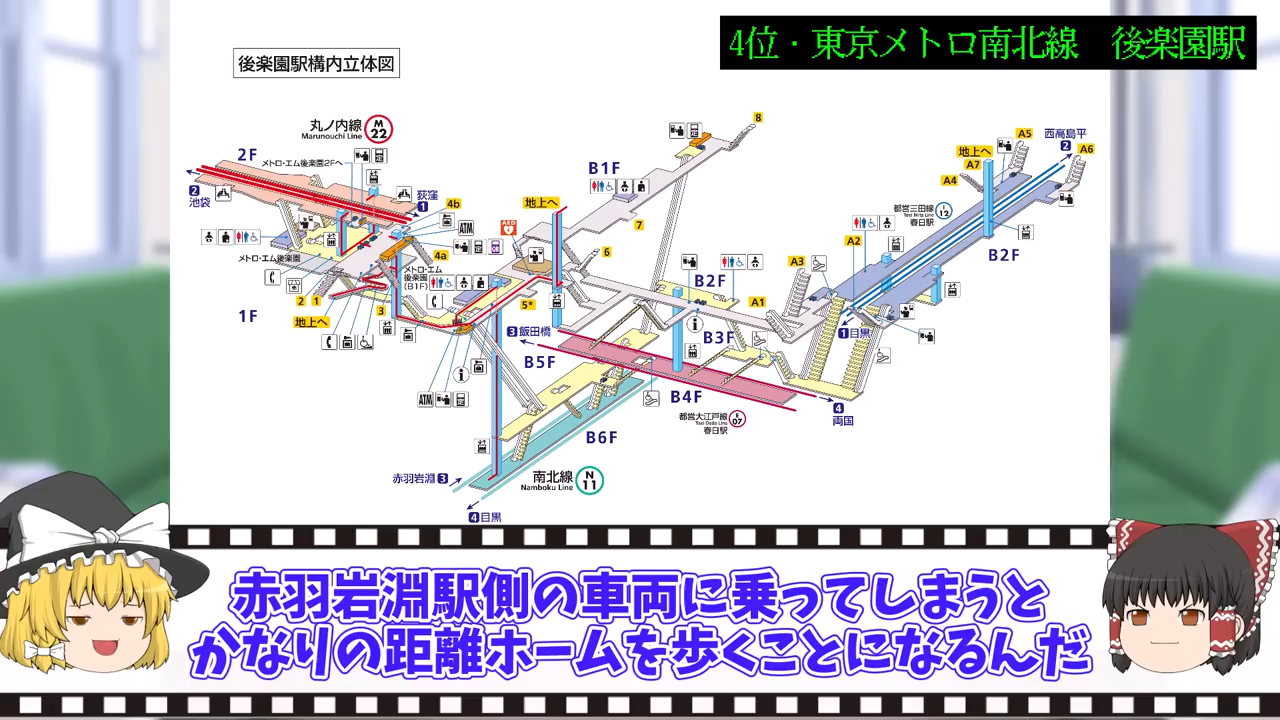 4位・東京メトロ南北線　後楽園駅
後楽園駅構内立体図
丸ノ内線
Marunouchi Line
M
22
2F
メトロ・エム後楽園2Fへ
2
池袋
荻窪
1
4b
ATM
4a
メトロ・エム後楽園
メトロ・エム
後楽園
(B1F)
2
1
地上へ
3
1F
ATM
AED
地上へ
5*
6
7
8
B1F
B2F
B3F
A1
A2
A3
A4
地上へ
A7
A5
A6
西高島平
2
都営三田線
Toei Mita Line
春日駅
I
12
B2F
1
目黒
3
飯田橋
B5F
B4F
都営大江戸線
Toei Oedo Line
春日駅
E
07
4
両国
B6F
赤羽岩淵
3
南北線
Namboku Line
N
11
4
目黒
赤羽岩淵駅側の車両に乗ってしまうと
かなりの距離ホームを歩くことになるんだ